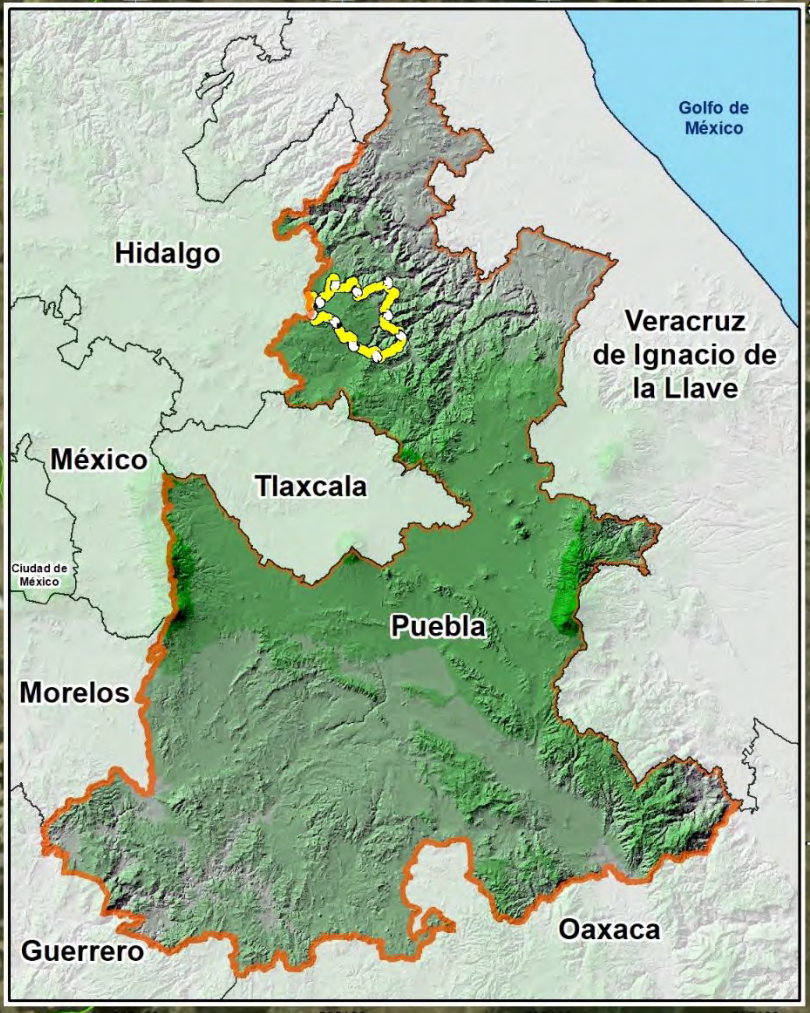 Golfo de
México
Hidalgo
Veracruz
de Ignacio de
la Llave
México
Tlaxcala
Ciudad de
México
Puebla
Morelos
Oaxaca
Guerrero